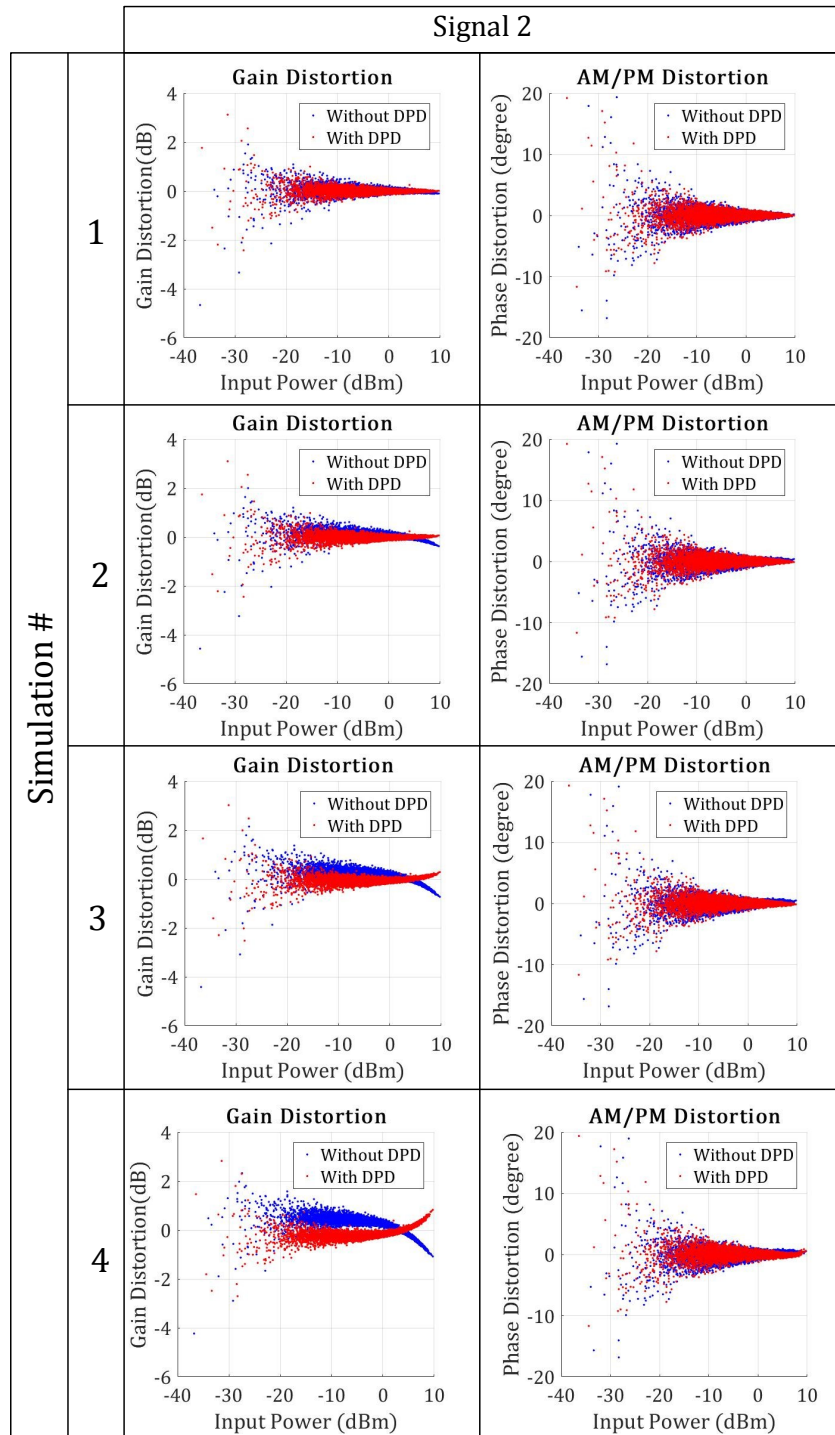 Signal 2
Simulation #
1
Gain Distortion
Gain Distortion(dB)
4
2
0
-2
-4
-6
Without DPD
With DPD
-40 -30 -20 -10 0 10
Input Power (dBm)
AM/PM Distortion
Phase Distortion (degree)
20
10
0
-10
-20
Without DPD
With DPD
-40 -30 -20 -10 0 10
Input Power (dBm)
2
Gain Distortion
Gain Distortion(dB)
4
2
0
-2
-4
-6
Without DPD
With DPD
-40 -30 -20 -10 0 10
Input Power (dBm)
AM/PM Distortion
Phase Distortion (degree)
20
10
0
-10
-20
Without DPD
With DPD
-40 -30 -20 -10 0 10
Input Power (dBm)
3
Gain Distortion
Gain Distortion(dB)
4
2
0
-2
-4
-6
Without DPD
With DPD
-40 -30 -20 -10 0 10
Input Power (dBm)
AM/PM Distortion
Phase Distortion (degree)
20
10
0
-10
-20
Without DPD
With DPD
-40 -30 -20 -10 0 10
Input Power (dBm)
4
Gain Distortion
Gain Distortion(dB)
4
2
0
-2
-4
-6
Without DPD
With DPD
-40 -30 -20 -10 0 10
Input Power (dBm)
AM/PM Distortion
Phase Distortion (degree)
20
10
0
-10
-20
Without DPD
With DPD
-40 -30 -20 -10 0 10
Input Power (dBm)